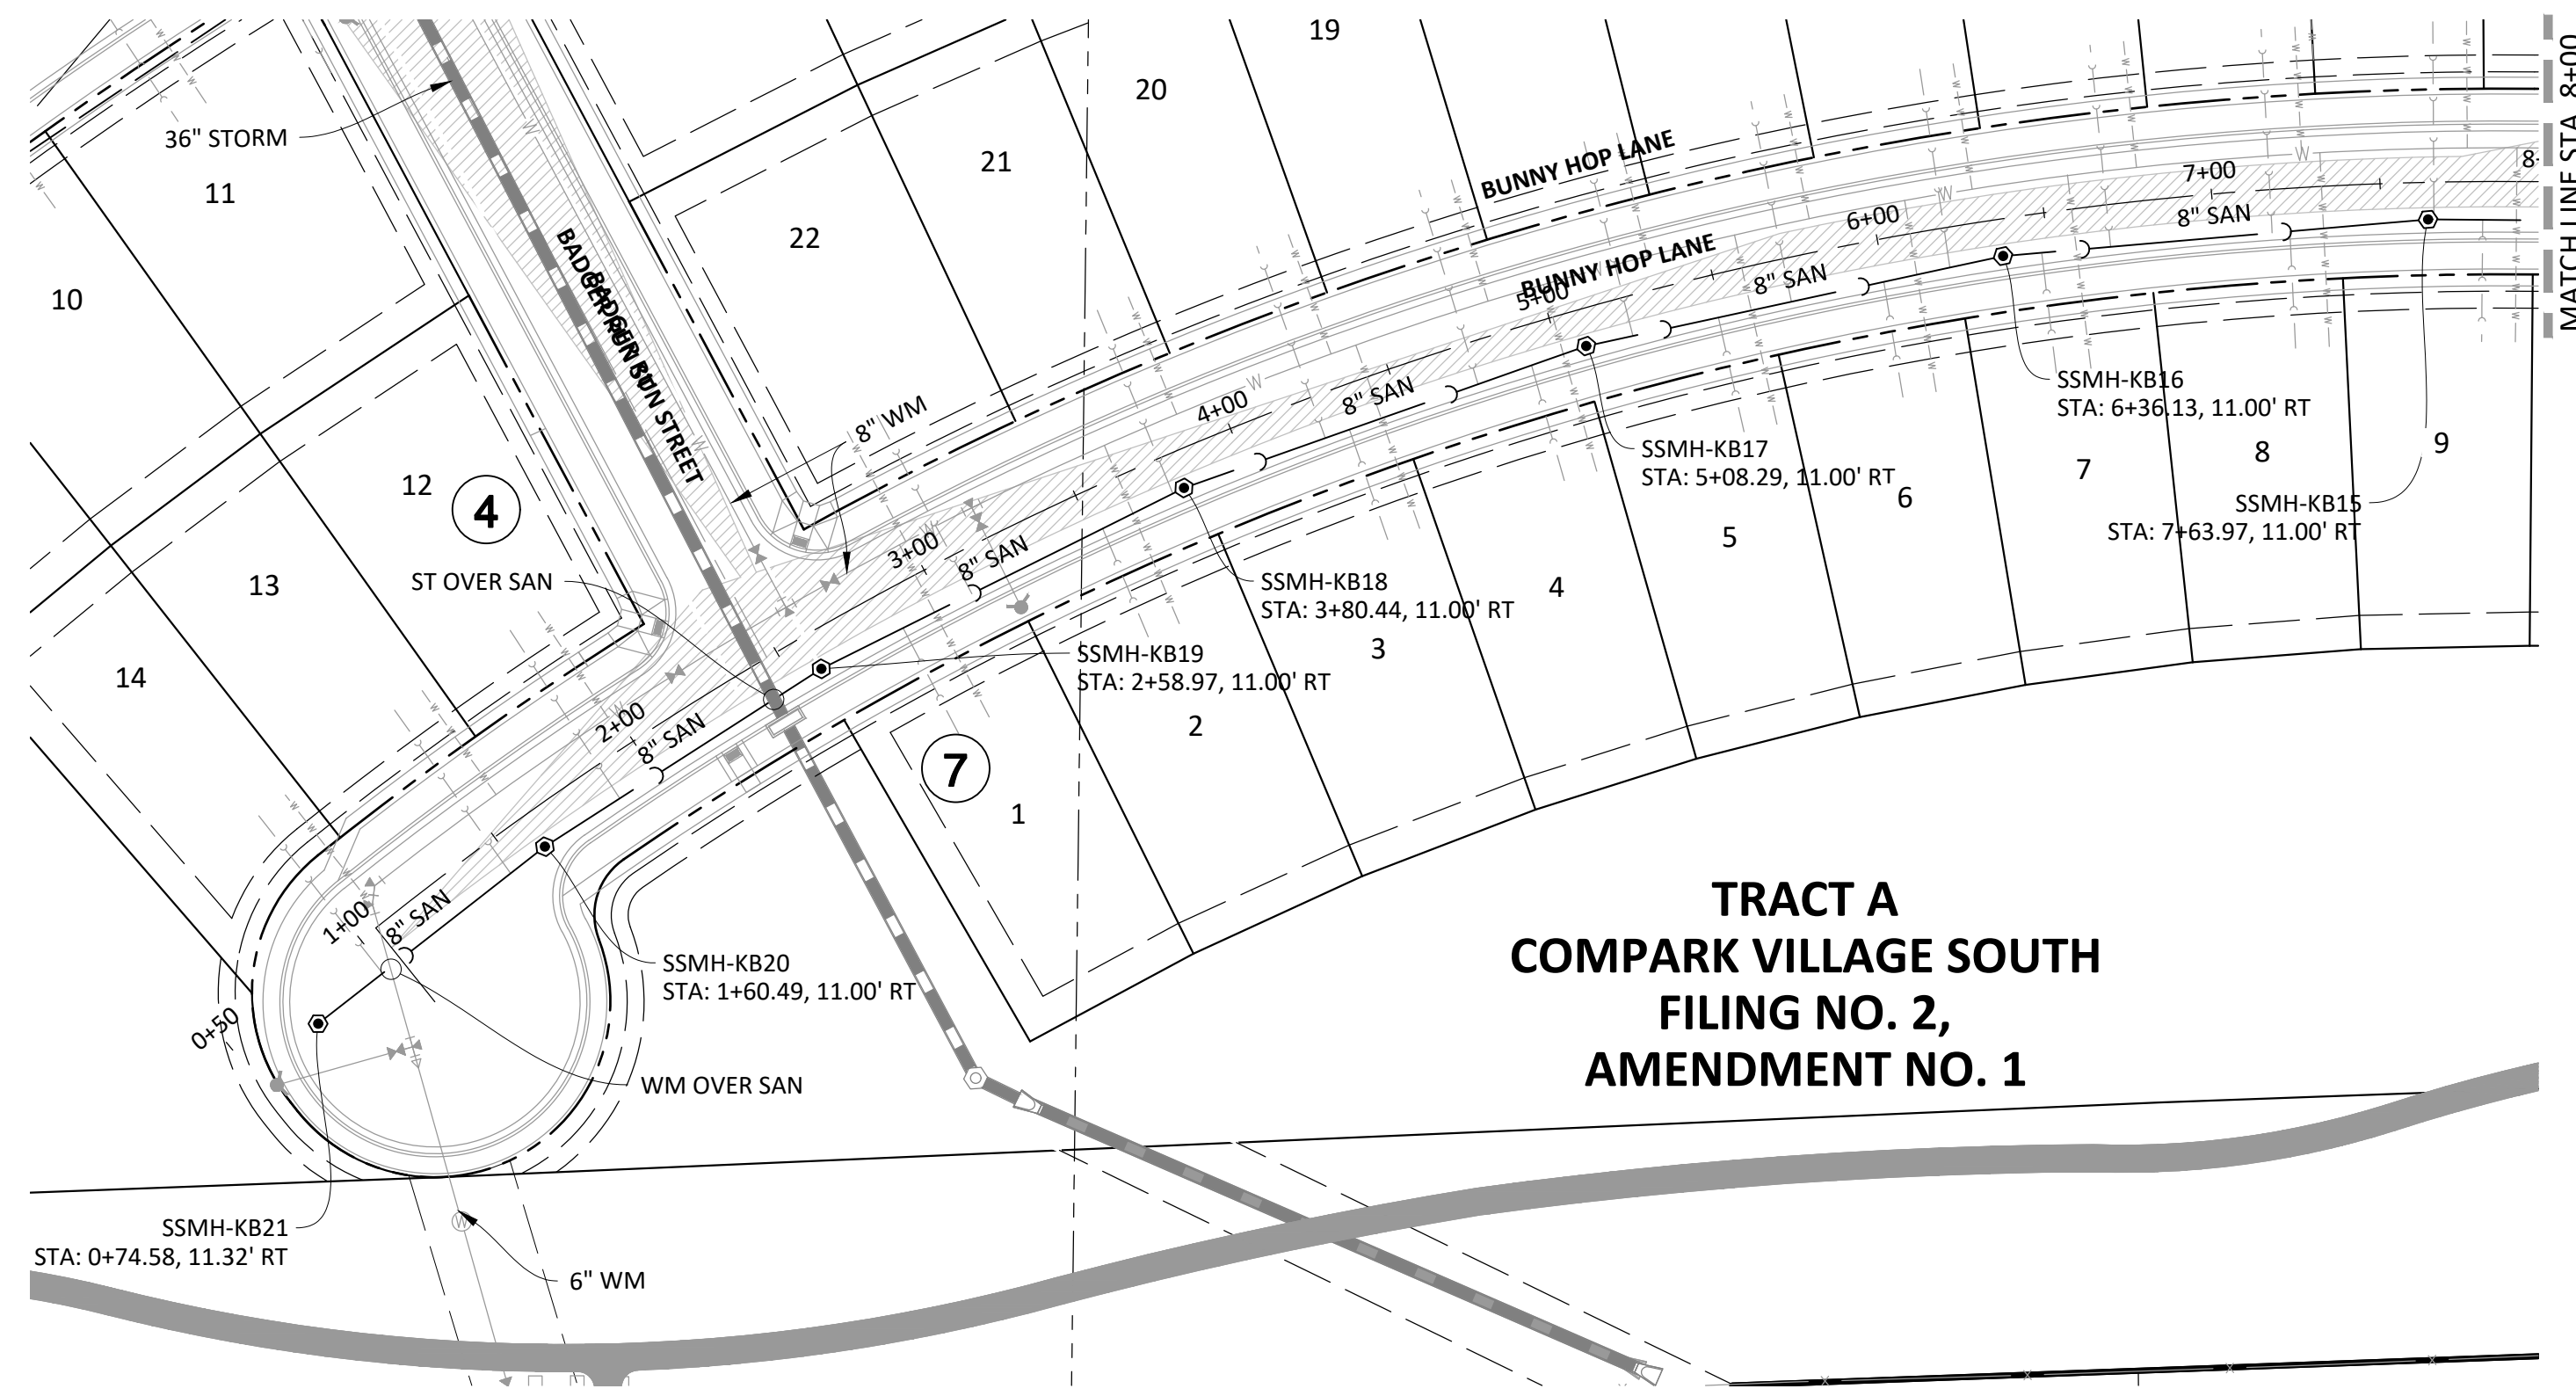 19
20
36" STORM
11
21
22
10
BUNNY HOP LANE
BUNNY HOP LANE
BADGER RUN STREET
12
4
13
14
ST OVER SAN
8" WM
0+50
1+00
2+00
3+00
4+00
5+00
6+00
7+00
8" SAN
8" SAN
8" SAN
8" SAN
8" SAN
8" SAN
MATCH LINE STA 8+00
SSMH-KB16
STA: 6+36.13, 11.00' RT
SSMH-KB17
STA: 5+08.29, 11.00' RT
SSMH-KB15
STA: 7+63.97, 11.00' RT
SSMH-KB18
STA: 3+80.44, 11.00' RT
SSMH-KB19
STA: 2+58.97, 11.00' RT
SSMH-KB20
STA: 1+60.49, 11.00' RT
SSMH-KB21
STA: 0+74.58, 11.32' RT
WM OVER SAN
6" WM
7
1
2
3
4
5
6
7
8
9
TRACT A
COMPARK VILLAGE SOUTH
FILING NO. 2,
AMENDMENT NO. 1